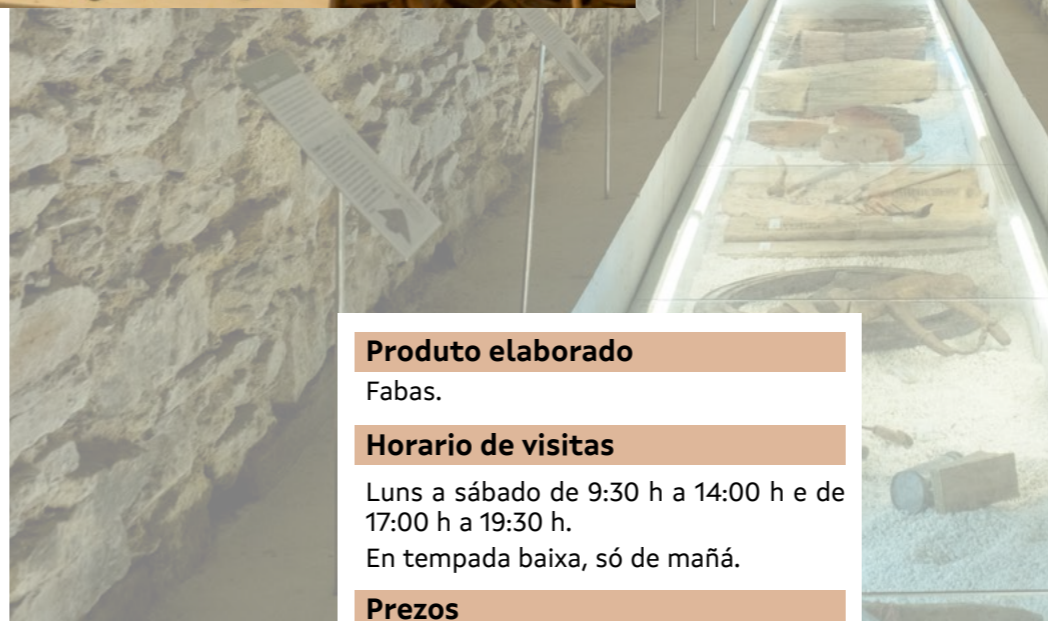 Produto elaborado
Fabas.
Horario de visitas
Luns a sábado de 9:30 h a 14:00 h e de
17:00 h a 19:30 h.
En tempada baixa, só de mañá.
Prezos